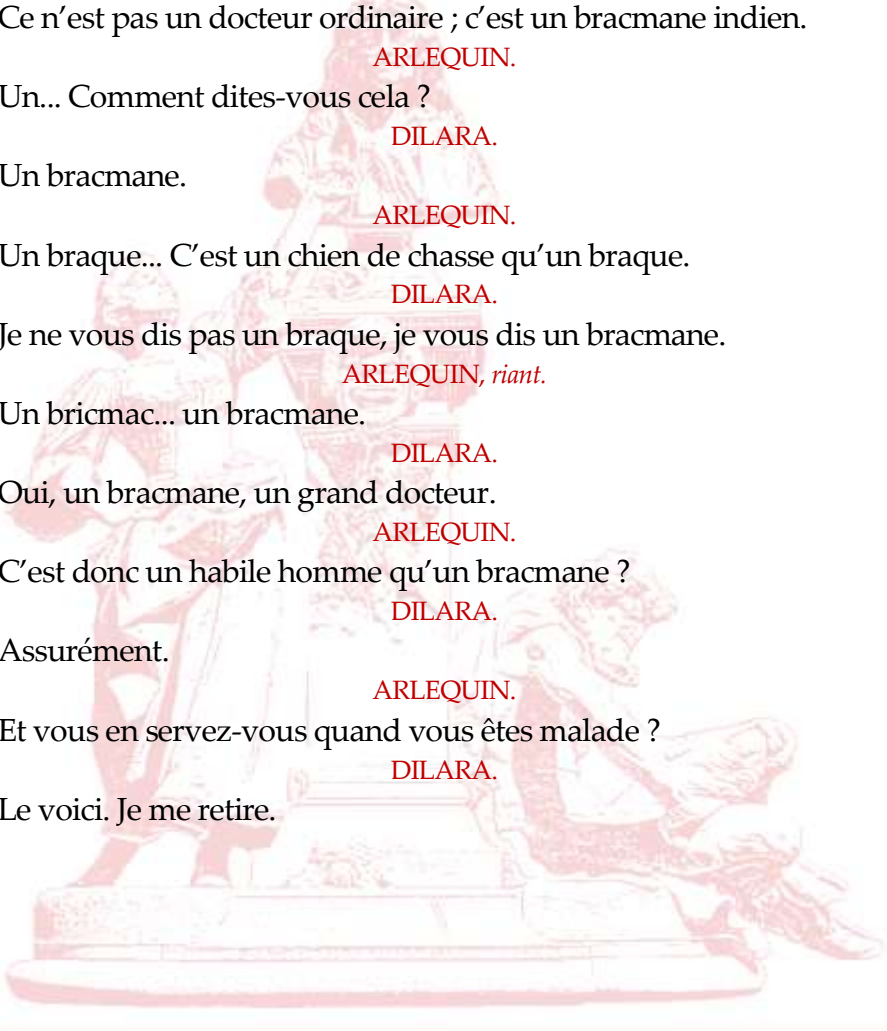 Ce n’est pas un docteur ordinaire ; c’est un bracmane indien.
ARLEQUIN.
Un... Comment dites-vous cela ?
DILARA.
Un bracmane.
ARLEQUIN.
Un braque... C’est un chien de chasse qu’un braque.
DILARA.
Je ne vous dis pas un braque, je vous dis un bracmane.
ARLEQUIN, riant.
Un bricmac... un bracmane.
DILARA.
Oui, un bracmane, un grand docteur.
ARLEQUIN.
C’est donc un habile homme qu’un bracmane ?
DILARA.
Assurément.
ARLEQUIN.
Et vous en servez-vous quand vous êtes malade ?
DILARA.
Le voici. Je me retire.